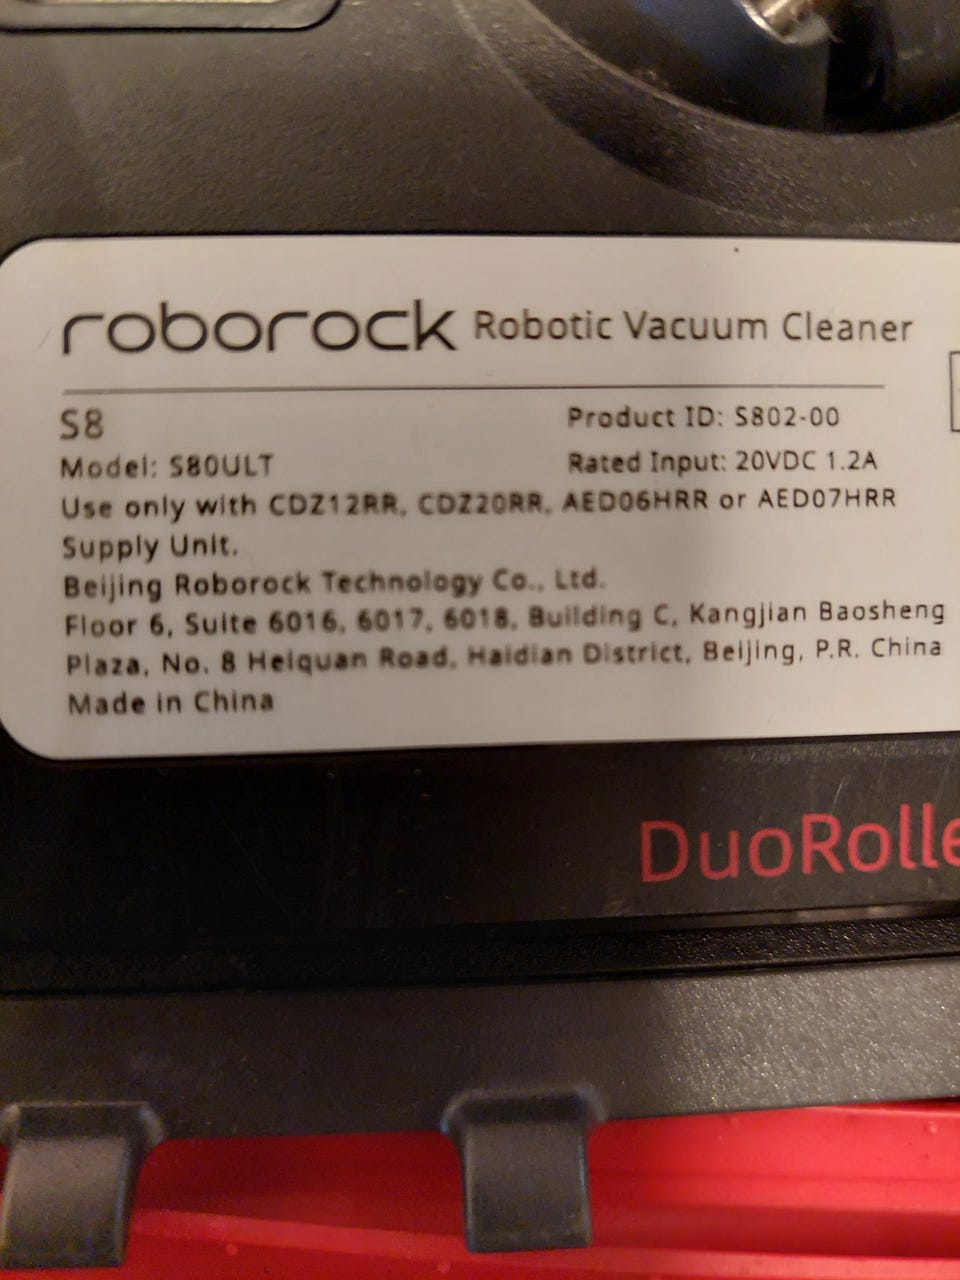 roborock Robotic Vacuum Cleaner
S8
Product ID: S802-00
Model: S80ULT
Rated Input: 20VDC 1.2A
Use only with CDZ12RR, CDZ20RR, AED06HRR or AED07HRR
Supply Unit.
Beijing Roborock Technology Co., Ltd.
Floor 6, Suite 6016, 6017, 6018, Building C, Kangjian Baosheng
Plaza, No. 8 Heiquan Road, Haidian District, Beijing, P.R. China
Made in China
DuoRolle